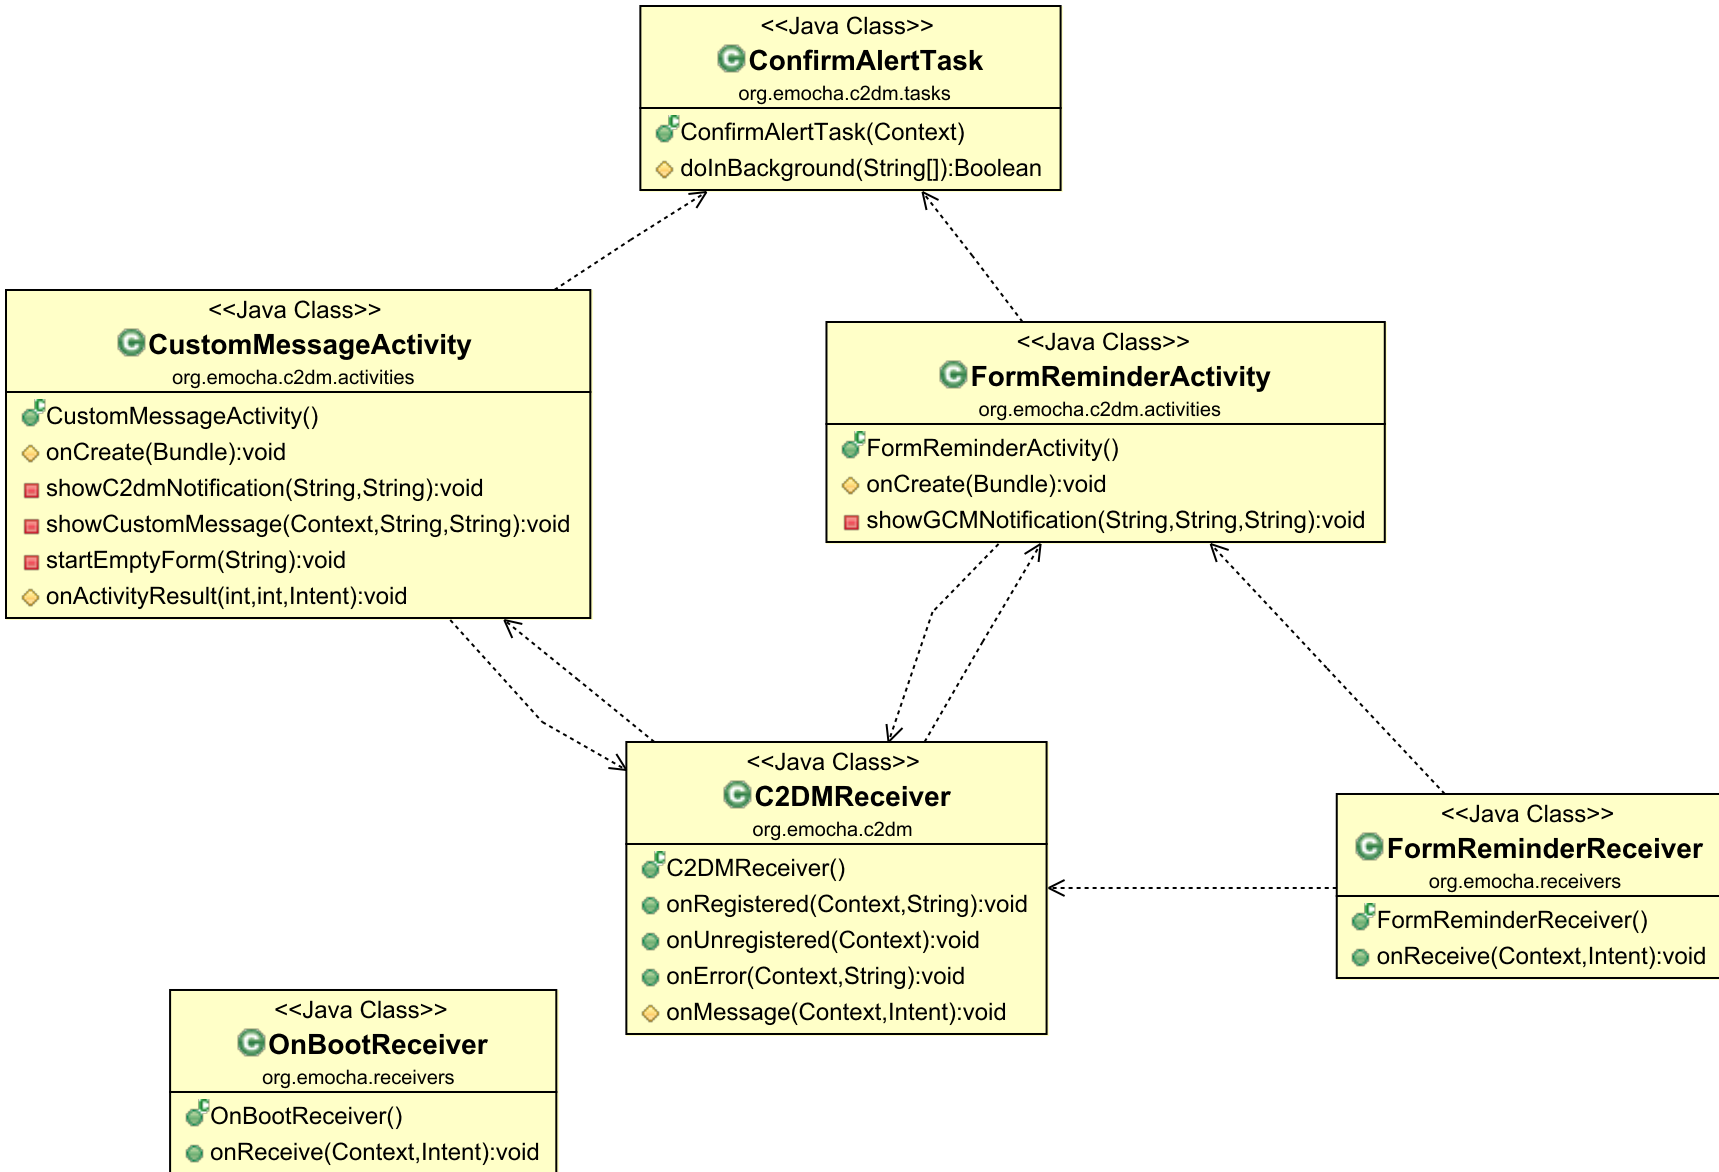 <<Java Class>>
ConfirmAlertTask
org.emocha.c2dm.tasks
ConfirmAlertTask(Context)
doInBackground(String[]):Boolean
<<Java Class>>
CustomMessageActivity
org.emocha.c2dm.activities
CustomMessageActivity()
onCreate(Bundle):void
showC2dmNotification(String,String):void
showCustomMessage(Context,String,String):void
startEmptyForm(String):void
onActivityResult(int,int,Intent):void
<<Java Class>>
FormReminderActivity
org.emocha.c2dm.activities
FormReminderActivity()
onCreate(Bundle):void
showGCMNotification(String,String,String):void
<<Java Class>>
C2DMReceiver
org.emocha.c2dm
C2DMReceiver()
onRegistered(Context,String):void
onUnregistered(Context):void
onError(Context,String):void
onMessage(Context,Intent):void
<<Java Class>>
FormReminderReceiver
org.emocha.receivers
FormReminderReceiver()
onReceive(Context,Intent):void
<<Java Class>>
OnBootReceiver
org.emocha.receivers
OnBootReceiver()
onReceive(Context,Intent):void